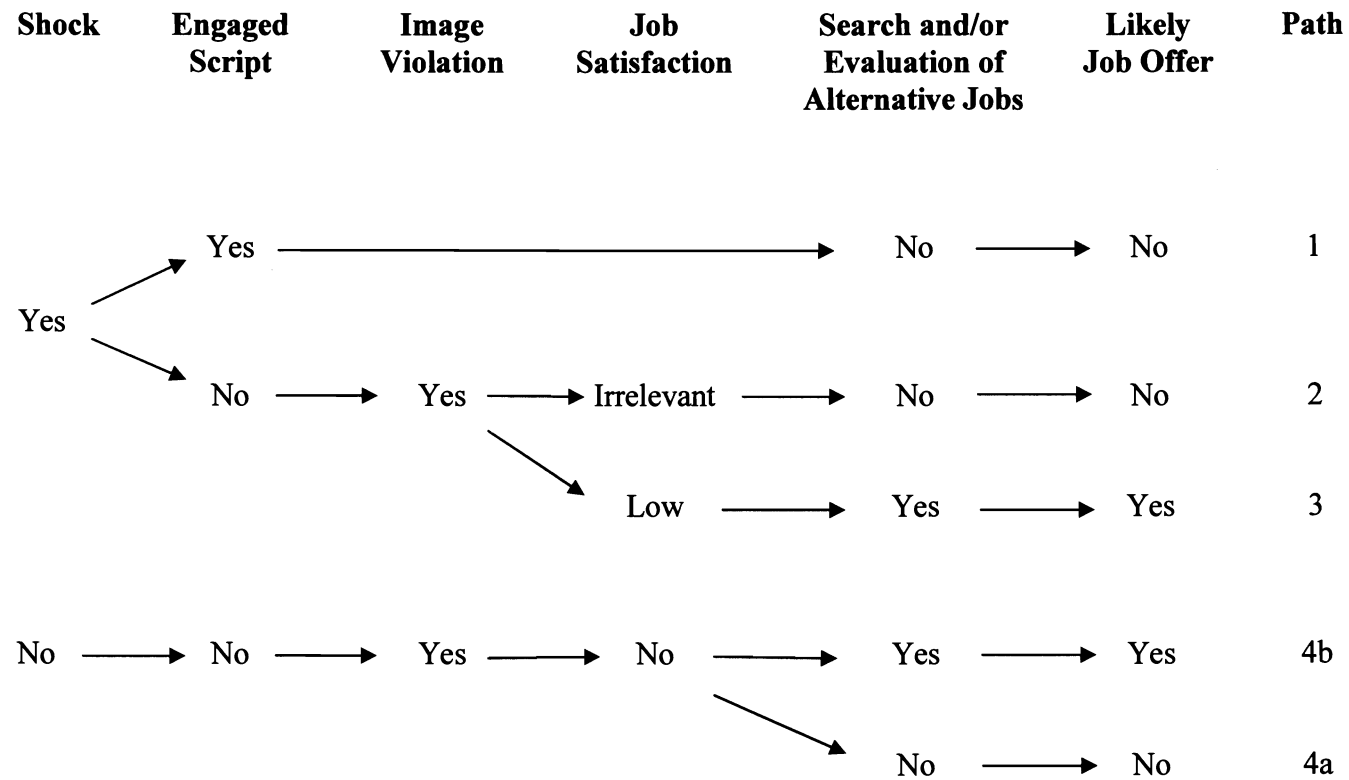 Shock Engaged Script Image Violation Job Satisfaction Search and/or Evaluation of Alternative Jobs Likely Job Offer Path
Yes No No 1
Yes
No Yes Irrelevant No No 2
Low Yes Yes 3
No No Yes No Yes Yes 4b
No No 4a